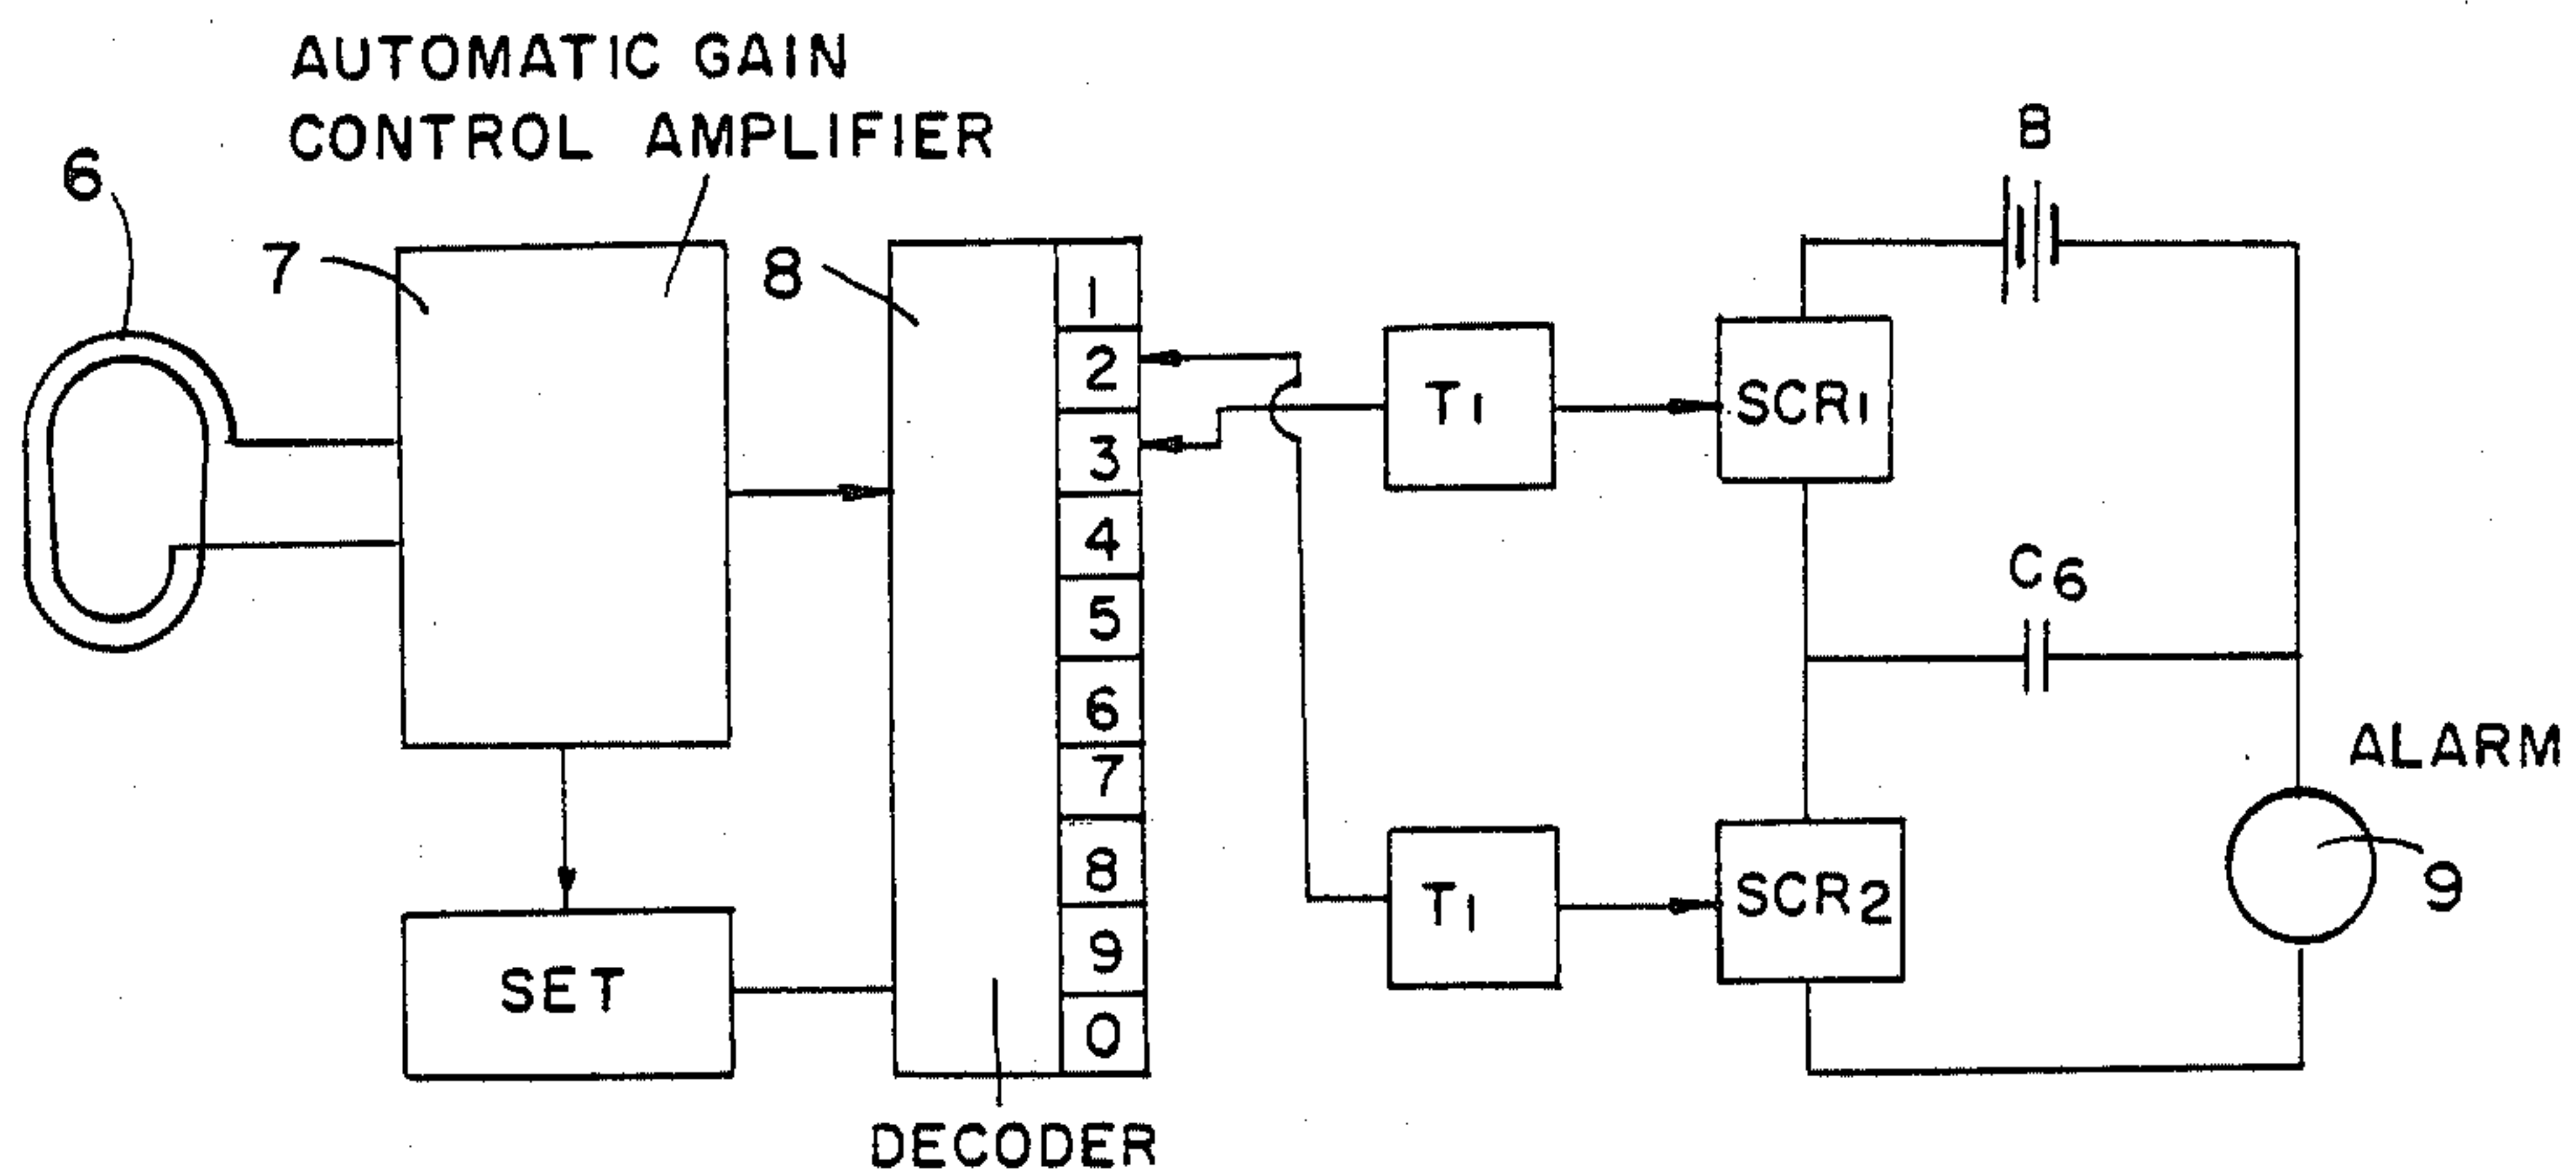 AUTOMATIC GAIN
CONTROL AMPLIFIER
6
7
8
B
1
2
3
4
5
6
7
8
9
0
T1
SCR1
C6
ALARM
9
T1
SCR2
SET
DECODER